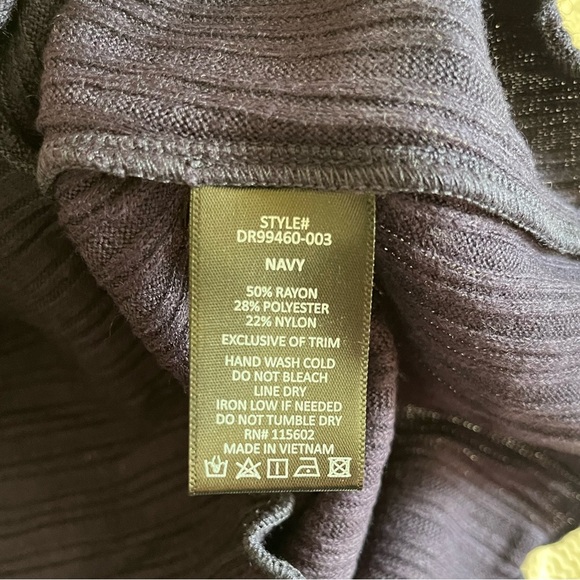 STYLE#
DR99460-003
NAVY
50% RAYON
28% POLYESTER
22% NYLON
EXCLUSIVE OF TRIM
HAND WASH COLD
DO NOT BLEACH
LINE DRY
IRON LOW IF NEEDED
DO NOT TUMBLE DRY
RN# 115602
MADE IN VIETNAM